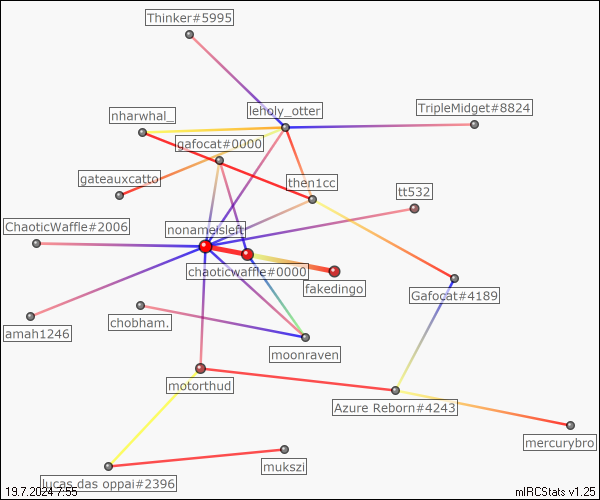 Thinker#5995
leholy_otter
TripleMidget#8824
nharwhal_
gafocat#0000
gateauxcatto
then1cc
tt532
ChaoticWaffle#2006
nonameisleft
chaoticwaffle#0000
fakedingo
Gafocat#4189
amah1246
chobham.
moonraven
motorthud
Azure Reborn#4243
mercurybro
mukszi
lucas das oppai#2396
19.7.2024 7:55
mIRCStats v1.25